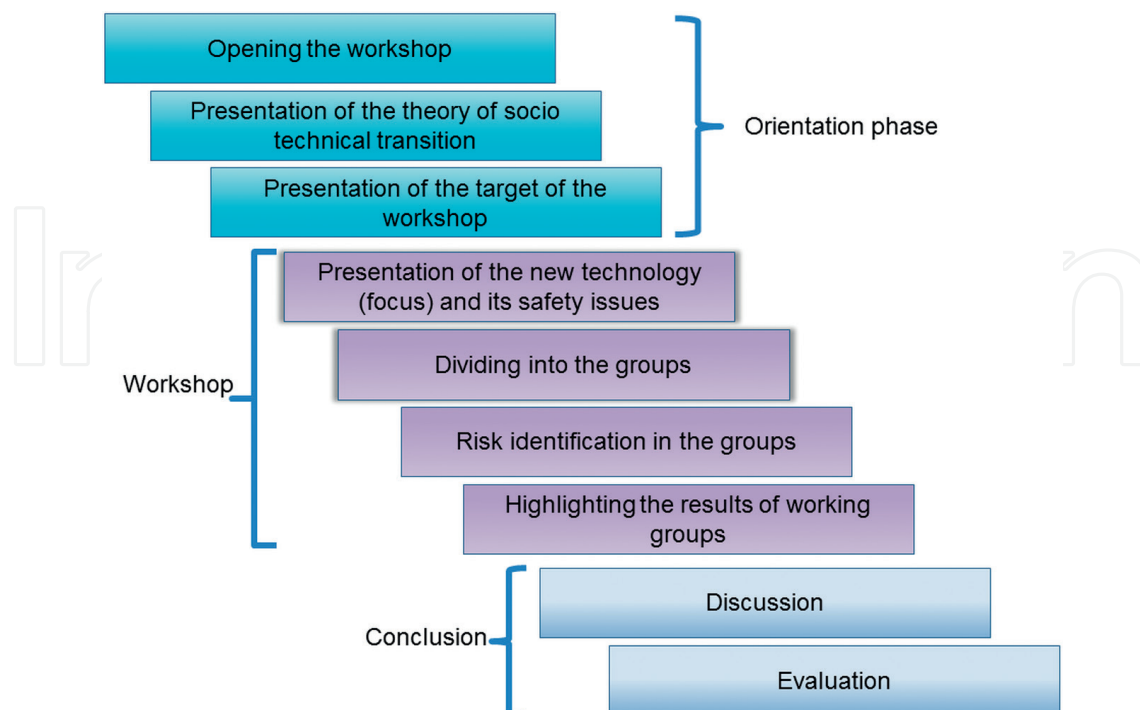 Opening the workshop
Presentation of the theory of socio
technical transition
Orientation phase
Presentation of the target of the
workshop
Presentation of the new technology
(focus) and its safety issues
Dividing into the groups
Workshop
Risk identification in the groups
Highlighting the results of working
groups
Discussion
Conclusion
Evaluation